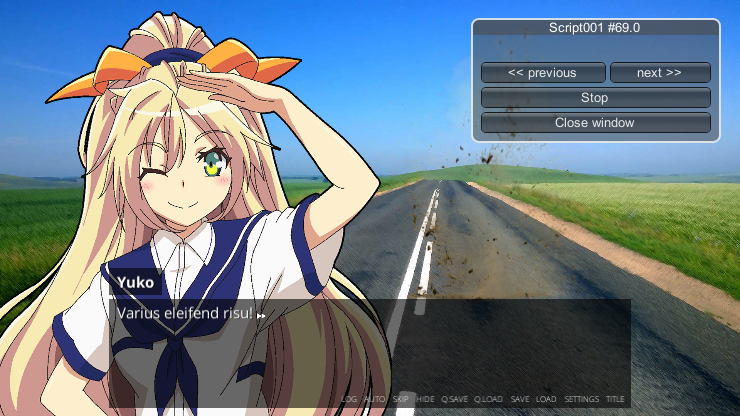 Script001 #69.0
<< previous
next >>
Stop
Close window
Yuko
Varius eleifend risu!
LOG AUTO SKIP HIDE Q.SAVE Q.LOAD SAVE LOAD SETTINGS TITLE